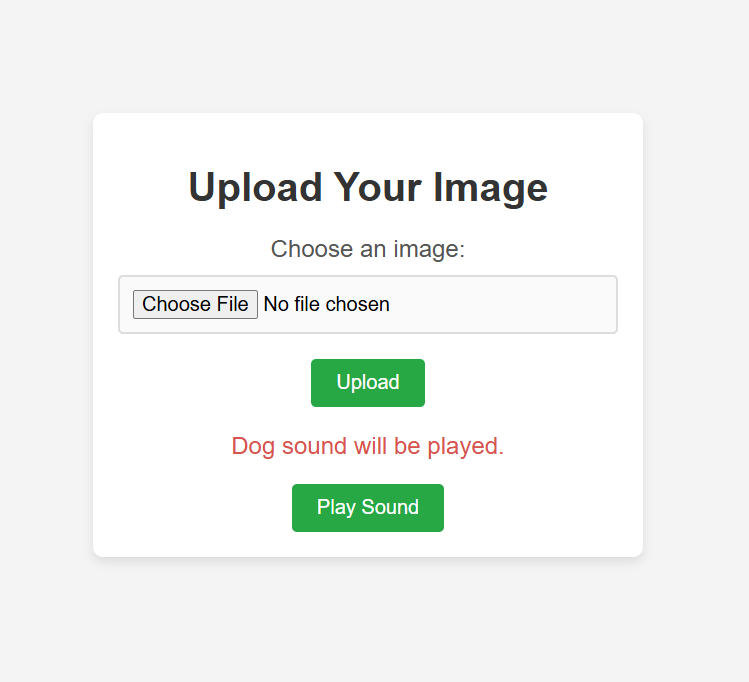 Upload Your Image
Choose an image:
Choose File No file chosen
Upload
Dog sound will be played.
Play Sound